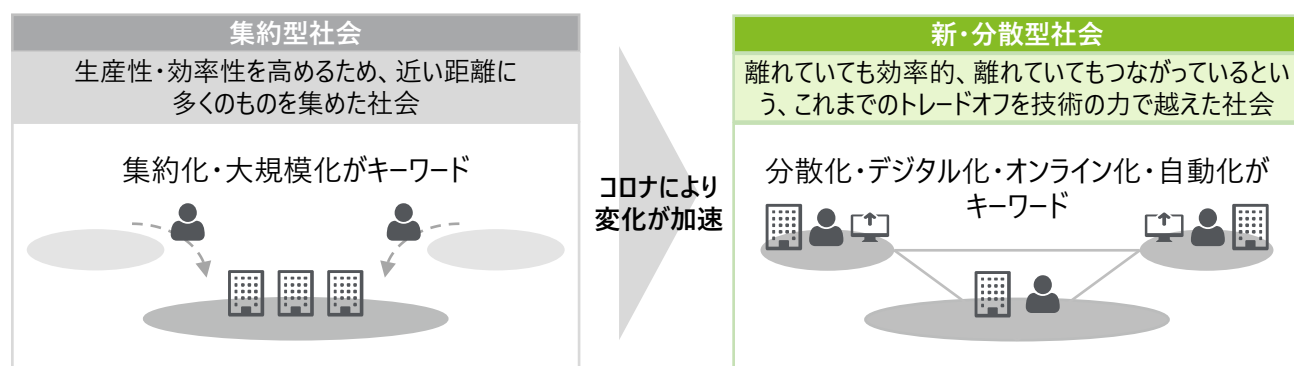 集約型社会
生産性・効率性を高めるため、近い距離に
多くのものを集めた社会
集約化・大規模化がキーワード
コロナにより
変化が加速
新・分散型社会
離れていても効率的、離れていてもつながっているとい
う、これまでのトレードオフを技術の力で越えた社会
分散化・デジタル化・オンライン化・自動化が
キーワード